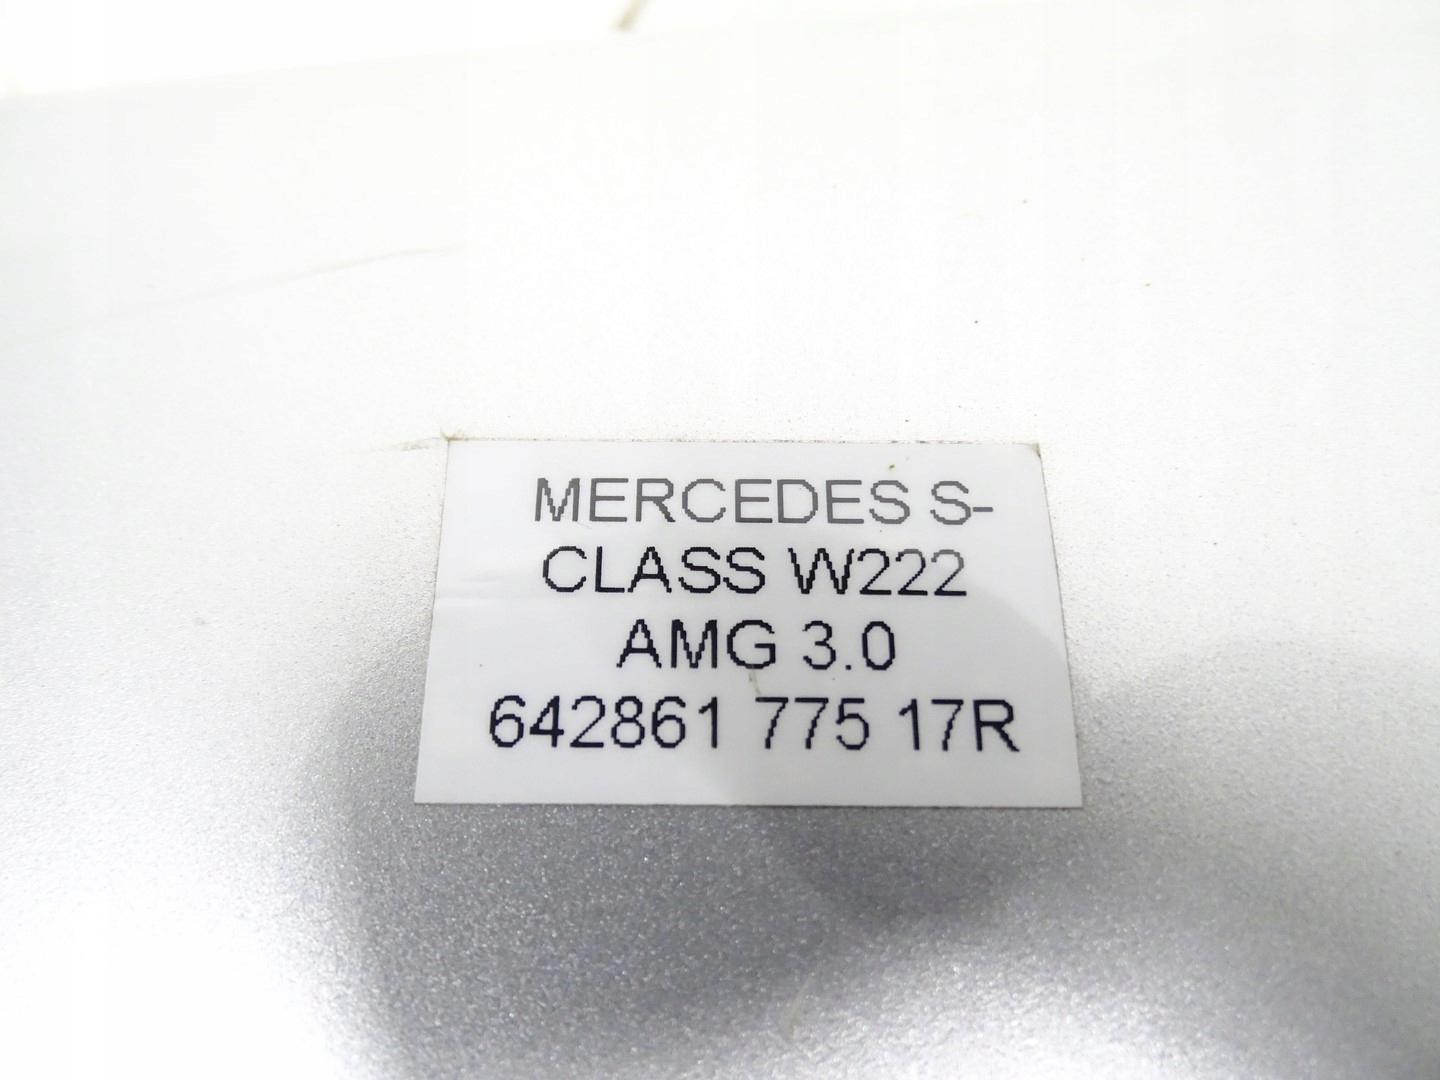 MERCEDES S-
CLASS W222
AMG 3.0
642861 775 17R